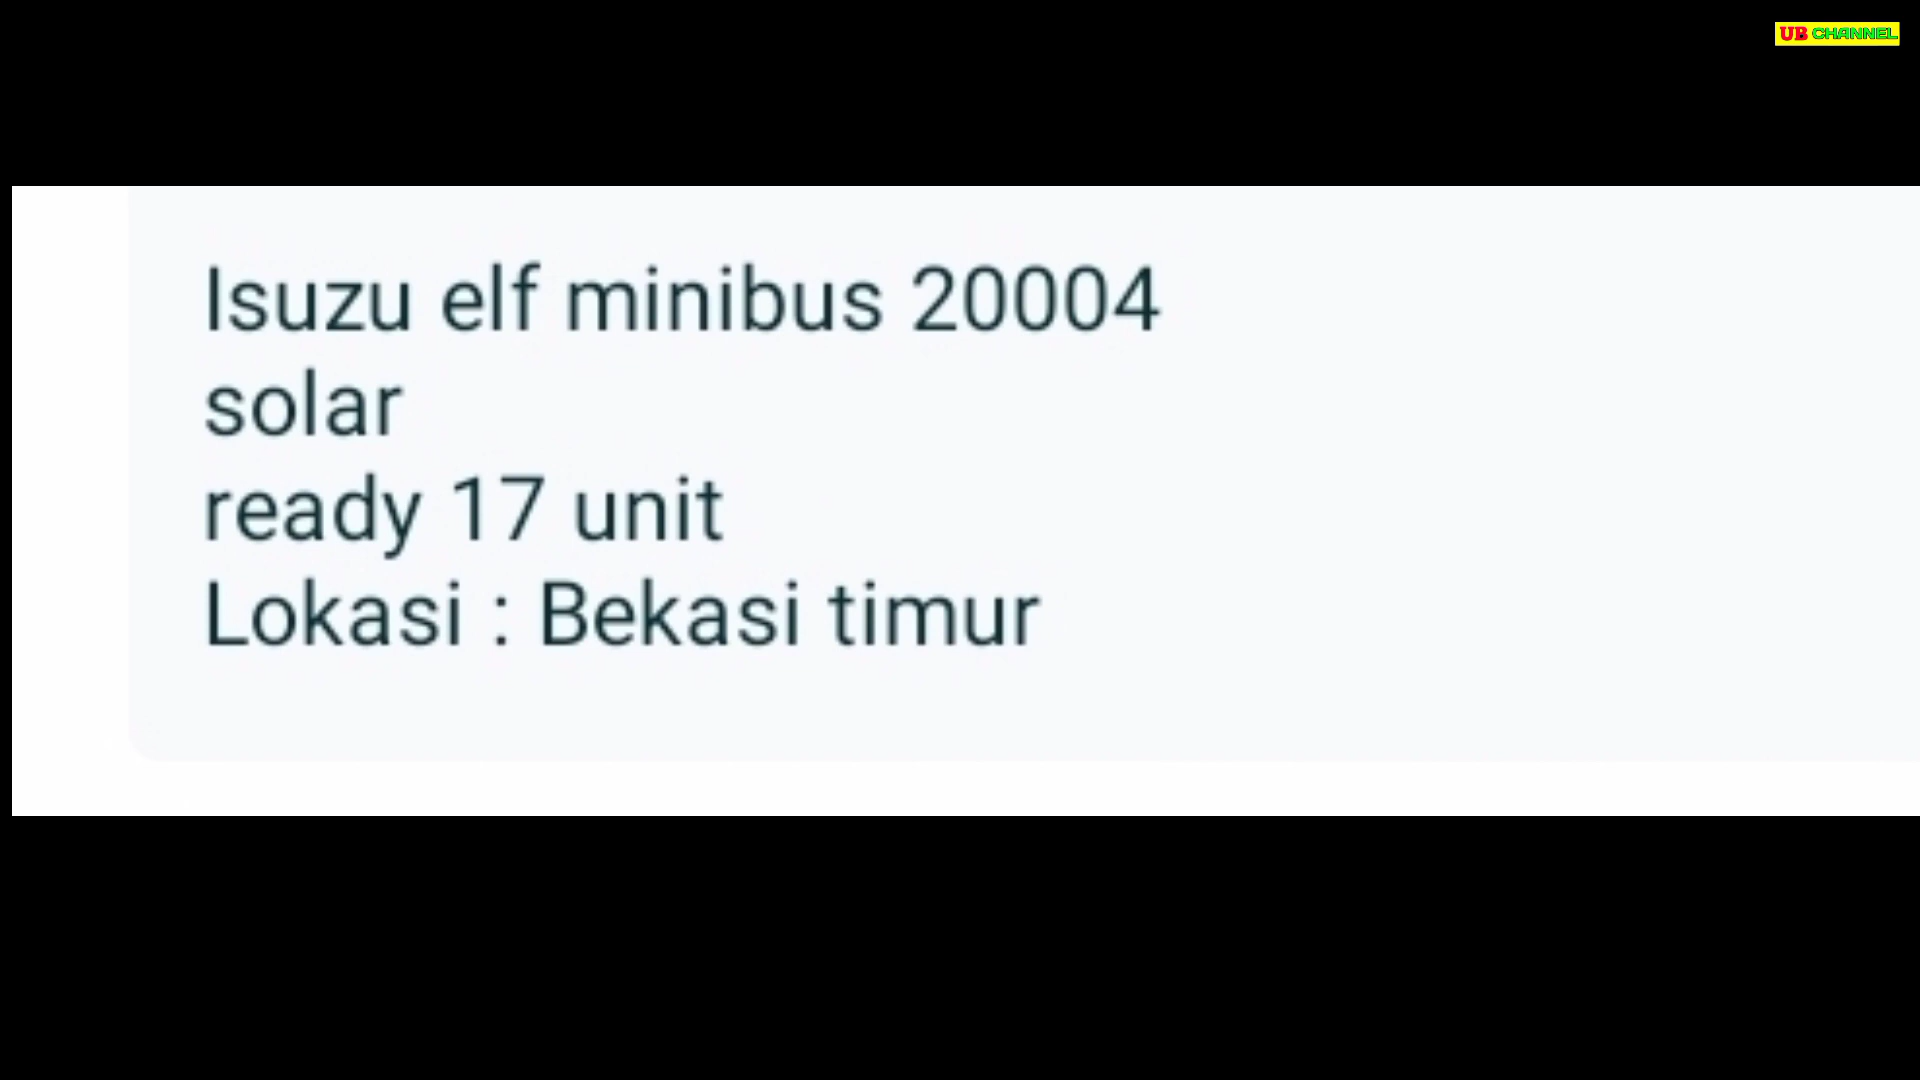 UB CHANNEL
Isuzu elf minibus 20004
solar
ready 17 unit
Lokasi : Bekasi timur